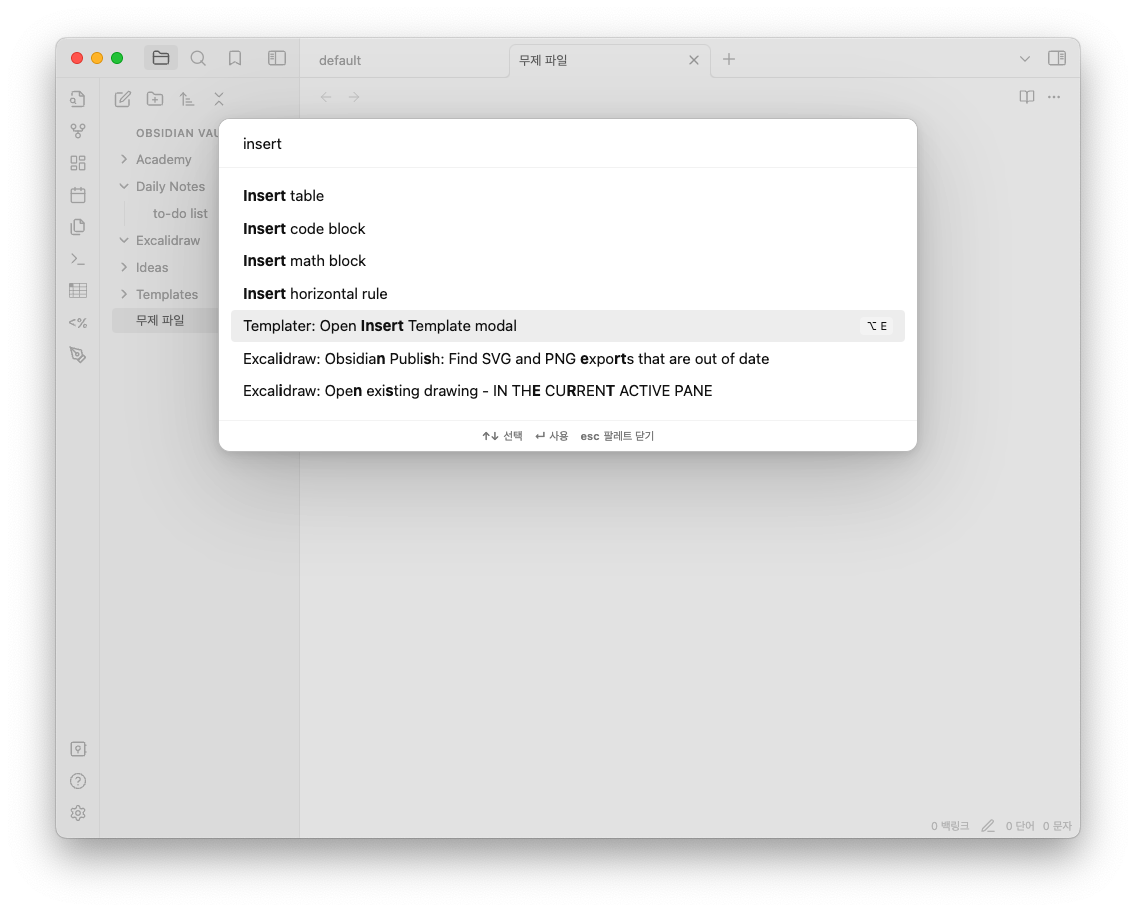 default
무제 파일
OBSIDIAN VAU
Academy
Daily Notes
to-do list
Excalidraw
Ideas
Templates
무제 파일
<%
insert
Insert table
Insert code block
Insert math block
Insert horizontal rule
Templater: Open Insert Template modal ⌥ E
Excalidraw: Obsidian Publish: Find SVG and PNG exports that are out of date
Excalidraw: Open existing drawing - IN THE CURRENT ACTIVE PANE
↑↓ 선택 ↵ 사용 esc 팔레트 닫기
0 백링크 0 단어 0 문자